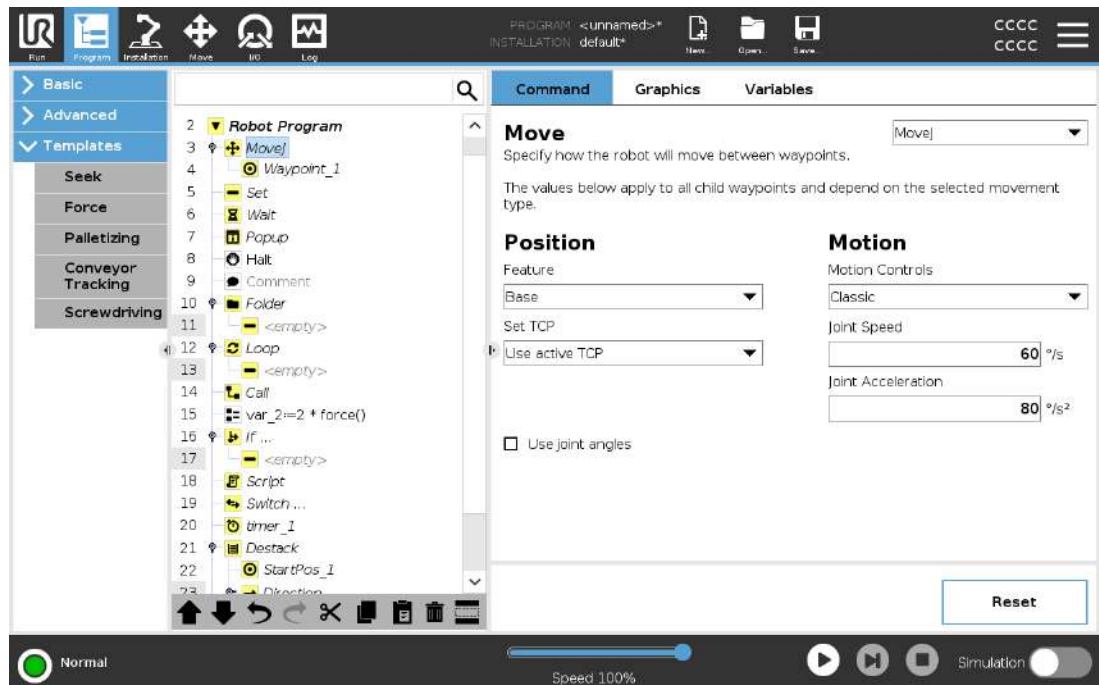 PROGRAM <unnamed>*
INSTALLATION default*
CCCC
CCCC
Run
Program
Installation
Move
I/O
Log
New...
Open...
Save...
Basic
Advanced
Templates
Seek
Force
Palletizing
Conveyor
Tracking
Screwdriving
2 Robot Program
3 MoveJ
4 Waypoint_1
5 Set
6 Wait
7 Popup
8 Halt
9 Comment
10 Folder
11 <empty>
12 Loop
13 <empty>
14 Call
15 var_2≔2 * force()
16 If ...
17 <empty>
18 Script
19 Switch ...
20 timer_1
21 Destack
22 StartPos_1
23 Direction
Command
Graphics
Variables
Move
MoveJ
Specify how the robot will move between waypoints.
The values below apply to all child waypoints and depend on the selected movement
type.
Position
Feature
Base
Set TCP
Use active TCP
Use joint angles
Motion
Motion Controls
Classic
Joint Speed
60 °/s
Joint Acceleration
80 °/s²
Reset
Normal
Speed 100%
Simulation